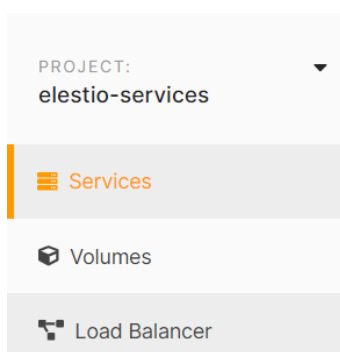 PROJECT:
elestio-services
Services
Volumes
Load Balancer